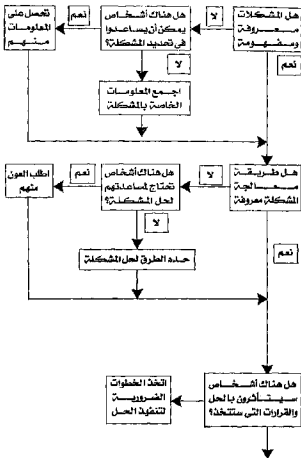 هل المشكلات
معروفة
ومفهومة
لا
هل هناك أشخاص
يمكن أن يساعدوا
في تحديد المشكلة؟
نعم
تحصل على
المعلومات
منهم
نعم
لا
اجمع المعلومات
الخاصة بالمشكلة
هل طريقة
معالجة
المشكلة معروفة
لا
هل هناك أشخاص
تحتاج لمساعدتهم
لحل المشكلة؟
نعم
اطلب العون
منهم
لا
نعم
حدد الطرق لحل المشكلة
هل هناك أشخاص
سيتأثرون بالحل
والقرارات التى ستتخذ؟
اتخذ الخطوات
الضرورية
لتنفيذ الحل